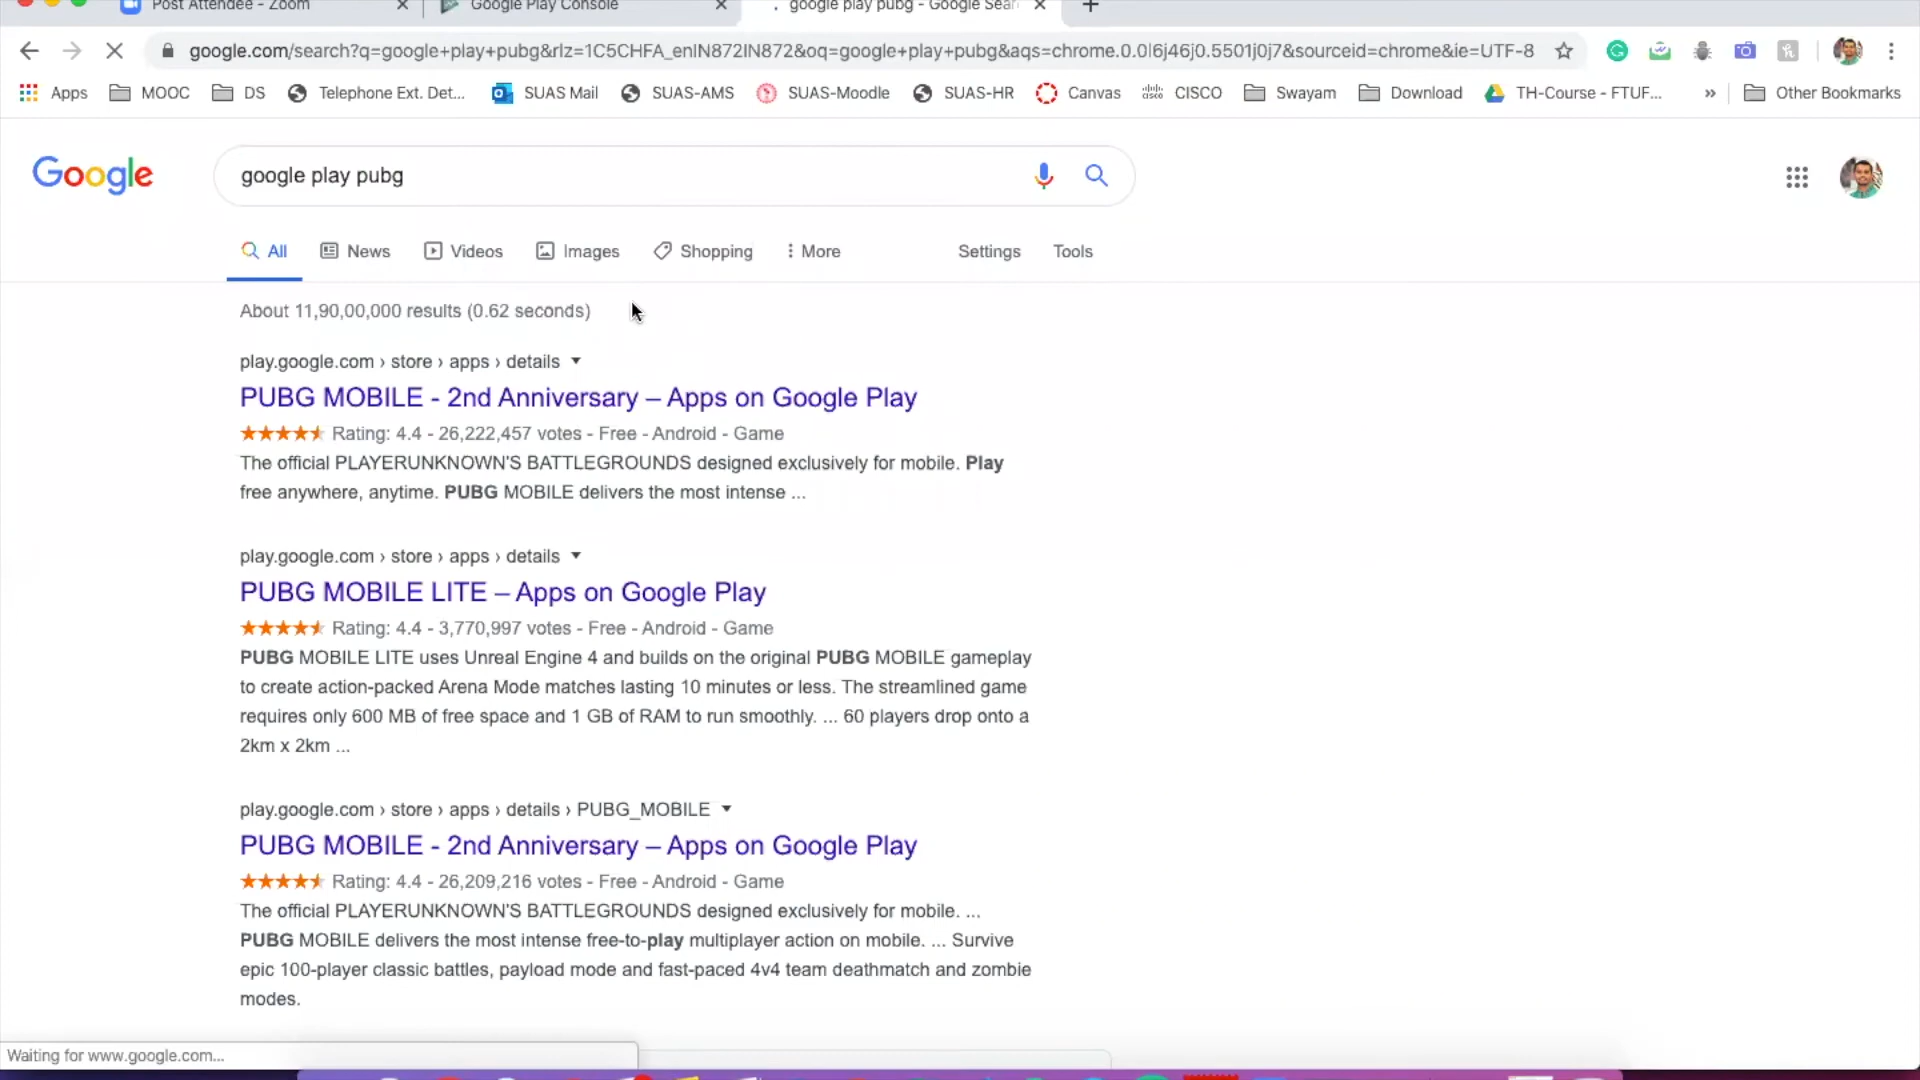 Post Attendee - Zoom
Google Play Console
google play pubg - Google Sear
google.com/search?q=google+play+pubg&rlz=1C5CHFA_enIN872IN872&oq=google+play+pubg&aqs=chrome.0.0l6j46j0.5501j0j7&sourceid=chrome&ie=UTF-8
Apps MOOC DS Telephone Ext. Det... SUAS Mail SUAS-AMS SUAS-Moodle SUAS-HR Canvas CISCO Swayam Download TH-Course - FTUF... » Other Bookmarks
Google google play pubg
All News Videos Images Shopping More Settings Tools
About 11,90,00,000 results (0.62 seconds)
play.google.com › store › apps › details
PUBG MOBILE - 2nd Anniversary – Apps on Google Play
Rating: 4.4 - 26,222,457 votes - Free - Android - Game
The official PLAYERUNKNOWN'S BATTLEGROUNDS designed exclusively for mobile. Play
free anywhere, anytime. PUBG MOBILE delivers the most intense ...
play.google.com › store › apps › details
PUBG MOBILE LITE – Apps on Google Play
Rating: 4.4 - 3,770,997 votes - Free - Android - Game
PUBG MOBILE LITE uses Unreal Engine 4 and builds on the original PUBG MOBILE gameplay
to create action-packed Arena Mode matches lasting 10 minutes or less. The streamlined game
requires only 600 MB of free space and 1 GB of RAM to run smoothly. ... 60 players drop onto a
2km x 2km ...
play.google.com › store › apps › details › PUBG_MOBILE
PUBG MOBILE - 2nd Anniversary – Apps on Google Play
Rating: 4.4 - 26,209,216 votes - Free - Android - Game
The official PLAYERUNKNOWN'S BATTLEGROUNDS designed exclusively for mobile. ...
PUBG MOBILE delivers the most intense free-to-play multiplayer action on mobile. ... Survive
epic 100-player classic battles, payload mode and fast-paced 4v4 team deathmatch and zombie
modes.
Waiting for www.google.com...